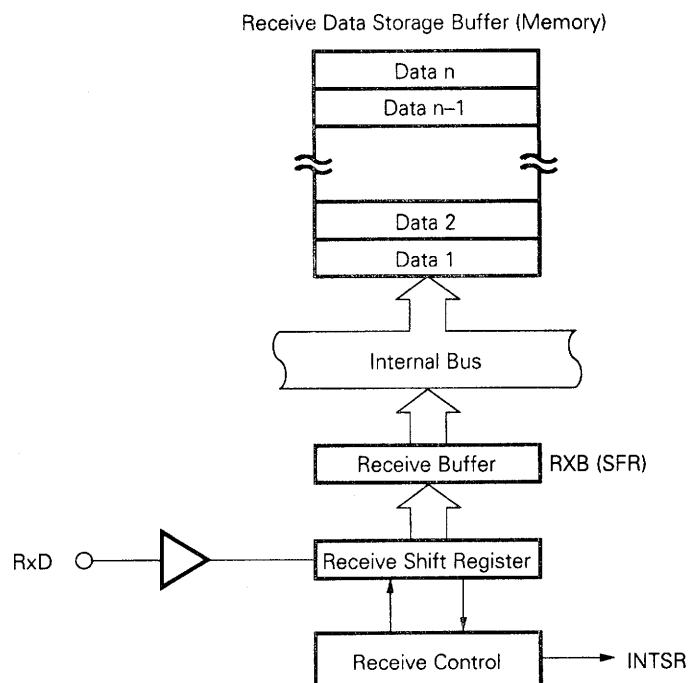 Receive Data Storage Buffer (Memory)
Data n
Data n–1
Data 2
Data 1
Internal Bus
Receive Buffer
RXB (SFR)
RxD
Receive Shift Register
Receive Control
INTSR